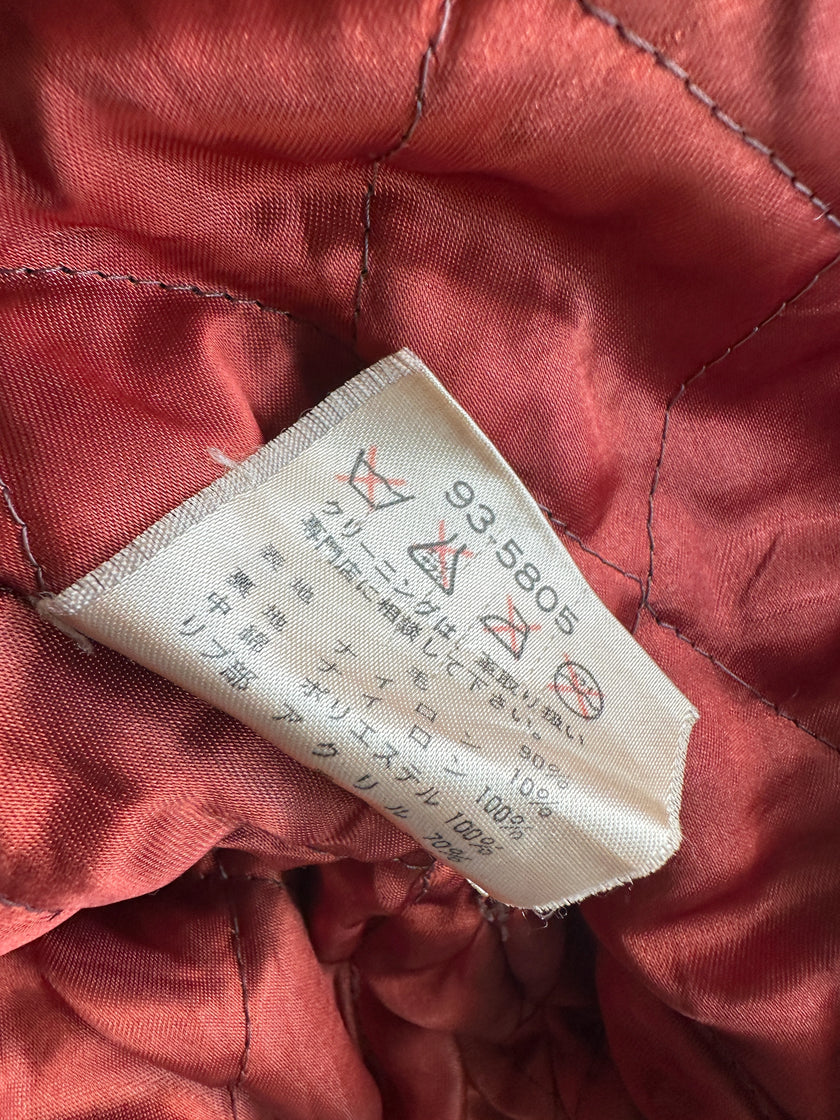 93-5805
クリーニングは、革取り扱い
専門店に相談して下さい。
表地 毛 90%
ナイロン 10%
裏地 ナイロン 100%
中綿 ポリエステル 100%
リブ部 アクリル 70%